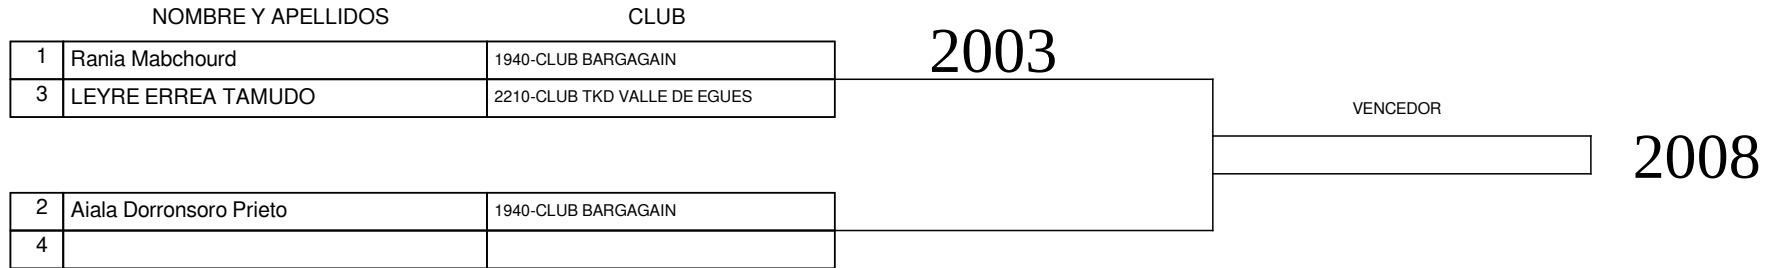 NOMBRE Y APELLIDOS CLUB
1 Rania Mabchourd 1940-CLUB BARGAGAIN 2003
3 LEYRE ERREA TAMUDO 2210-CLUB TKD VALLE DE EGUES
VENCEDOR
2008
2 Aiala Dorronsoro Prieto 1940-CLUB BARGAGAIN
4